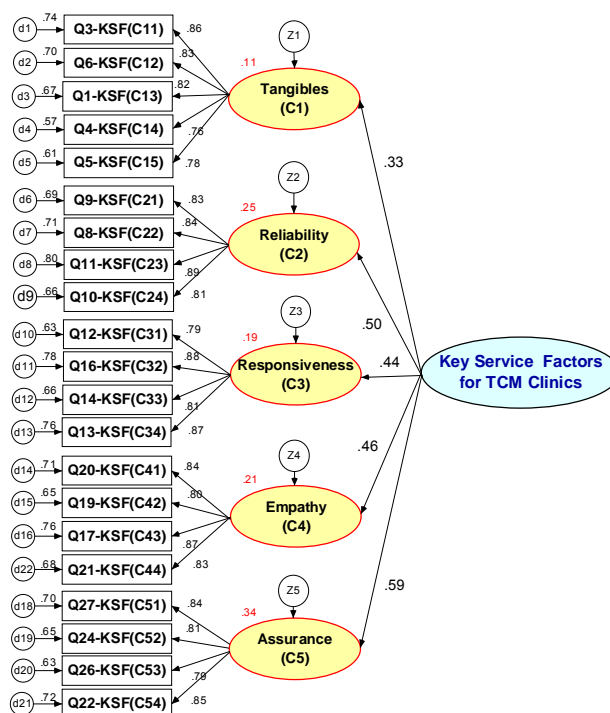 d1 .74 Q3-KSF(C11) .86
d2 .70 Q6-KSF(C12) .83
d3 .67 Q1-KSF(C13) .82
d4 .57 Q4-KSF(C14) .76
d5 .61 Q5-KSF(C15) .78
Z1
.11
Tangibles
(C1)
.33
d6 .69 Q9-KSF(C21) .83
d7 .71 Q8-KSF(C22) .84
d8 .80 Q11-KSF(C23) .89
d9 .66 Q10-KSF(C24) .81
Z2
.25
Reliability
(C2)
.50
d10 .63 Q12-KSF(C31) .79
d11 .78 Q16-KSF(C32) .88
d12 .66 Q14-KSF(C33) .81
d13 .76 Q13-KSF(C34) .87
Z3
.19
Responsiveness
(C3)
.44
Key Service Factors
for TCM Clinics
d14 .71 Q20-KSF(C41) .84
d15 .65 Q19-KSF(C42) .80
d16 .76 Q17-KSF(C43) .87
d22 .68 Q21-KSF(C44) .83
Z4
.21
Empathy
(C4)
.46
d18 .70 Q27-KSF(C51) .84
d19 .65 Q24-KSF(C52) .81
d20 .63 Q26-KSF(C53) .79
d21 .72 Q22-KSF(C54) .85
Z5
.34
Assurance
(C5)
.59